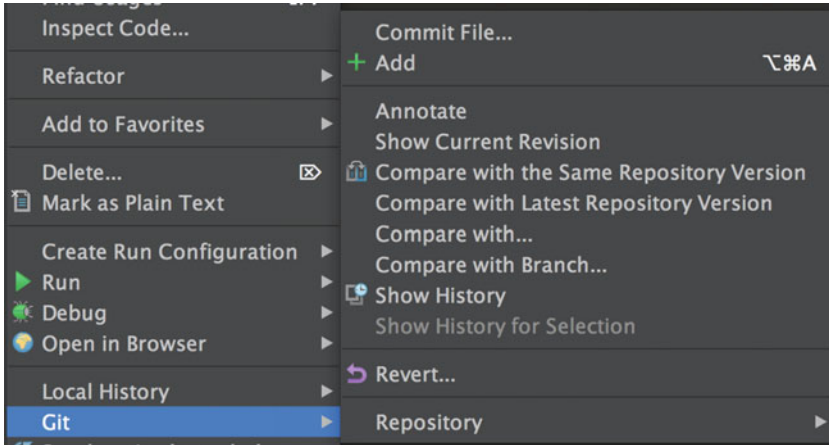 Inspect Code...
Refactor
Add to Favorites
Delete...
Mark as Plain Text
Create Run Configuration
Run
Debug
Open in Browser
Local History
Git
Commit File...
Add ⌥⌘A
Annotate
Show Current Revision
Compare with the Same Repository Version
Compare with Latest Repository Version
Compare with...
Compare with Branch...
Show History
Show History for Selection
Revert...
Repository